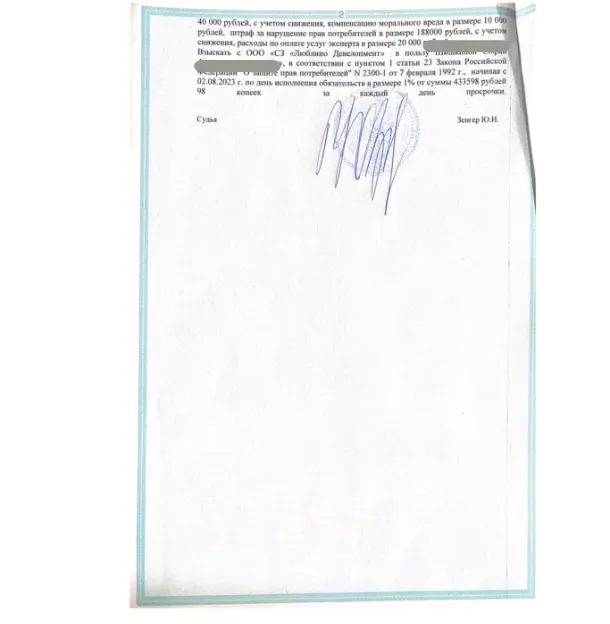 40 000 рублей, с учетом снижения, компенсацию морального вреда в размере 10 000
рублей, штраф за нарушение прав потребителей в размере 188000 рублей, с учетом
снижения, расходы по оплате услуг эксперта в размере 20 000
Взыскать с ООО «СЗ «Люблино Девелопмент» в пользу
, в соответствии с пунктом 1 статьи 23 Закона Российской
Федерации "О защите прав потребителей" N 2300-1 от 7 февраля 1992 г., начиная с
02.08.2023 г. по день исполнения обязательств в размере 1% от суммы 433598 рублей
98 копеек за каждый день просрочки.
Судья Зенгер Ю.И.